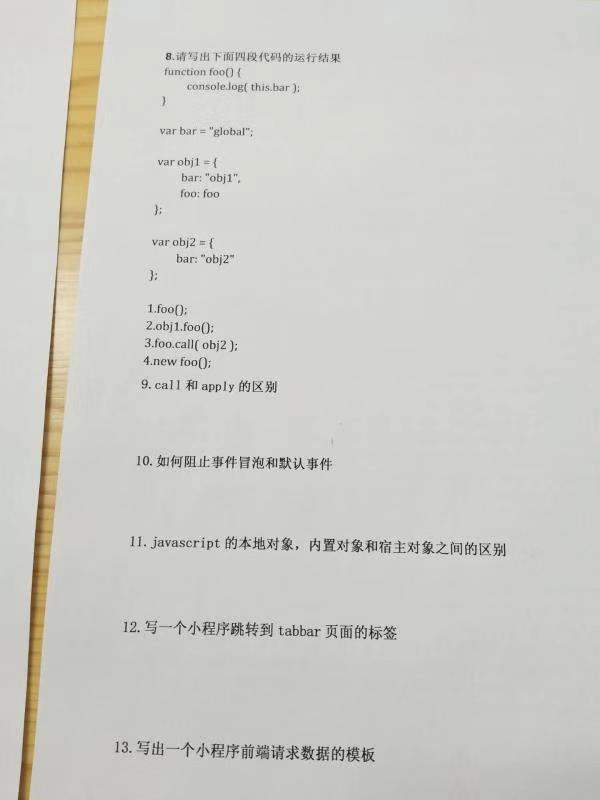 8.请写出下面四段代码的运行结果
function foo() {
console.log( this.bar );
}
var bar = "global";
var obj1 = {
bar: "obj1",
foo: foo
};
var obj2 = {
bar: "obj2"
};
1.foo();
2.obj1.foo();
3.foo.call( obj2 );
4.new foo();
9.call 和 apply 的区别
10.如何阻止事件冒泡和默认事件
11.javascript 的本地对象，内置对象和宿主对象之间的区别
12.写一个小程序跳转到 tabbar 页面的标签
13.写出一个小程序前端请求数据的模板